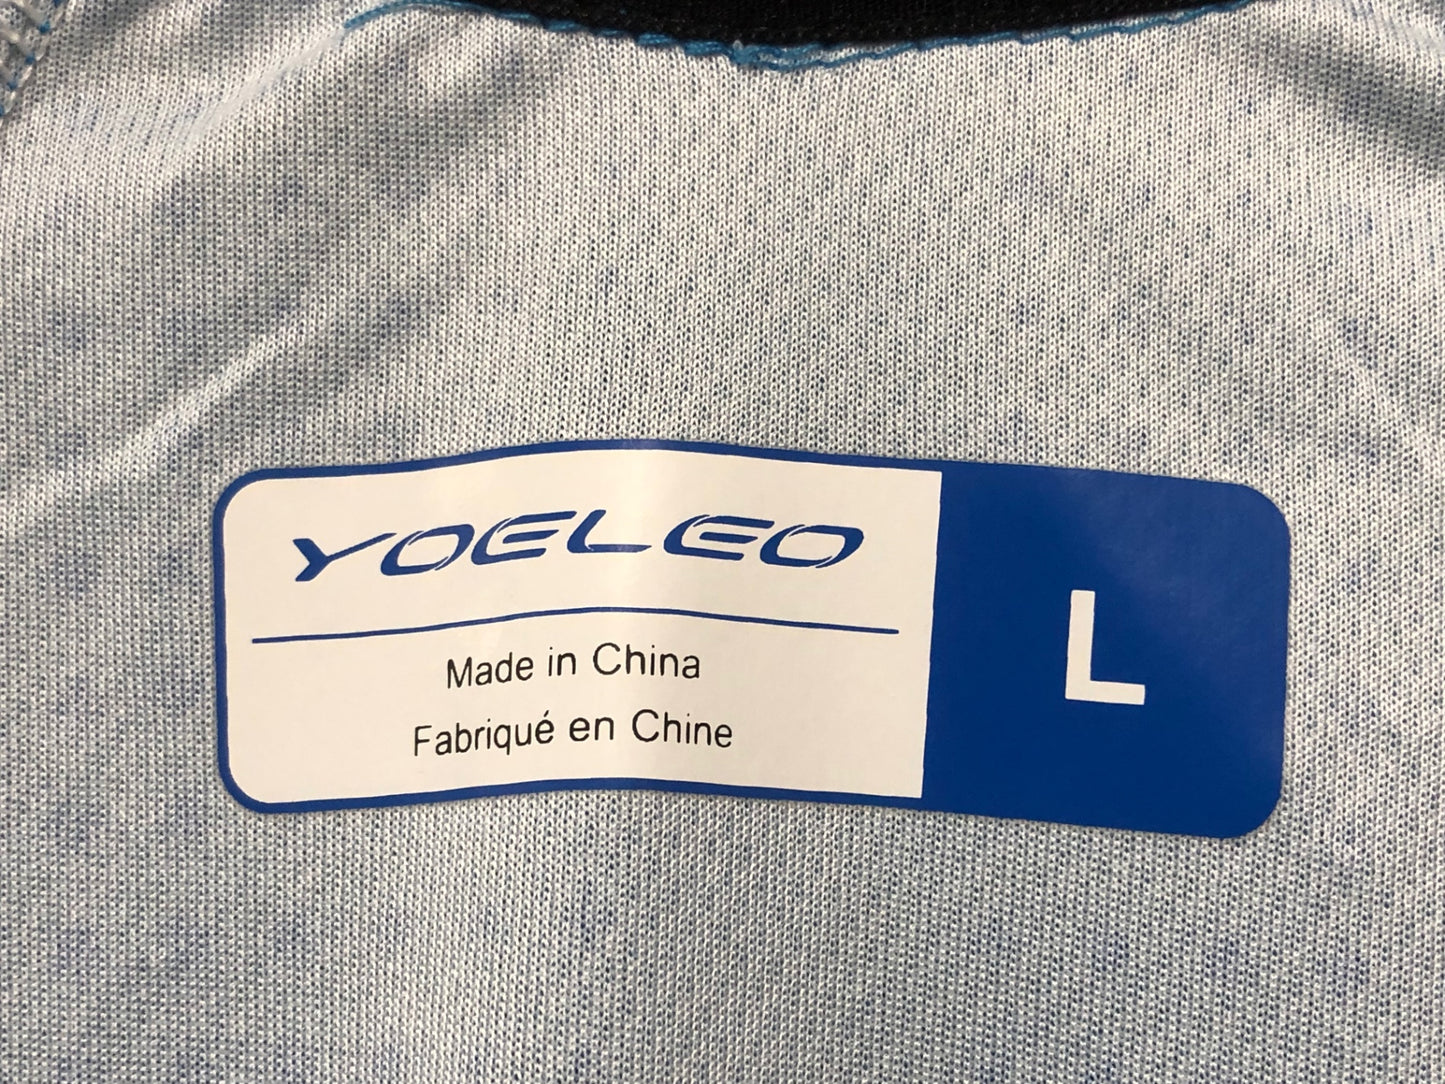 YOELEO
Made in China
Fabriqué en Chine
L